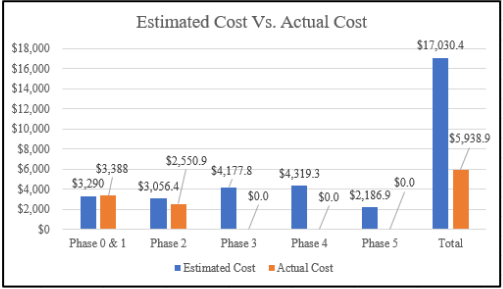 Estimated Cost Vs. Actual Cost
$18,000
$16,000
$14,000
$12,000
$10,000
$8,000
$6,000
$4,000
$2,000
$0
$3,290
$3,388
$3,056.4
$2,550.9
$4,177.8
$0.0
$4,319.3
$0.0
$2,186.9
$0.0
$17,030.4
$5,938.9
Phase 0 & 1
Phase 2
Phase 3
Phase 4
Phase 5
Total
Estimated Cost
Actual Cost